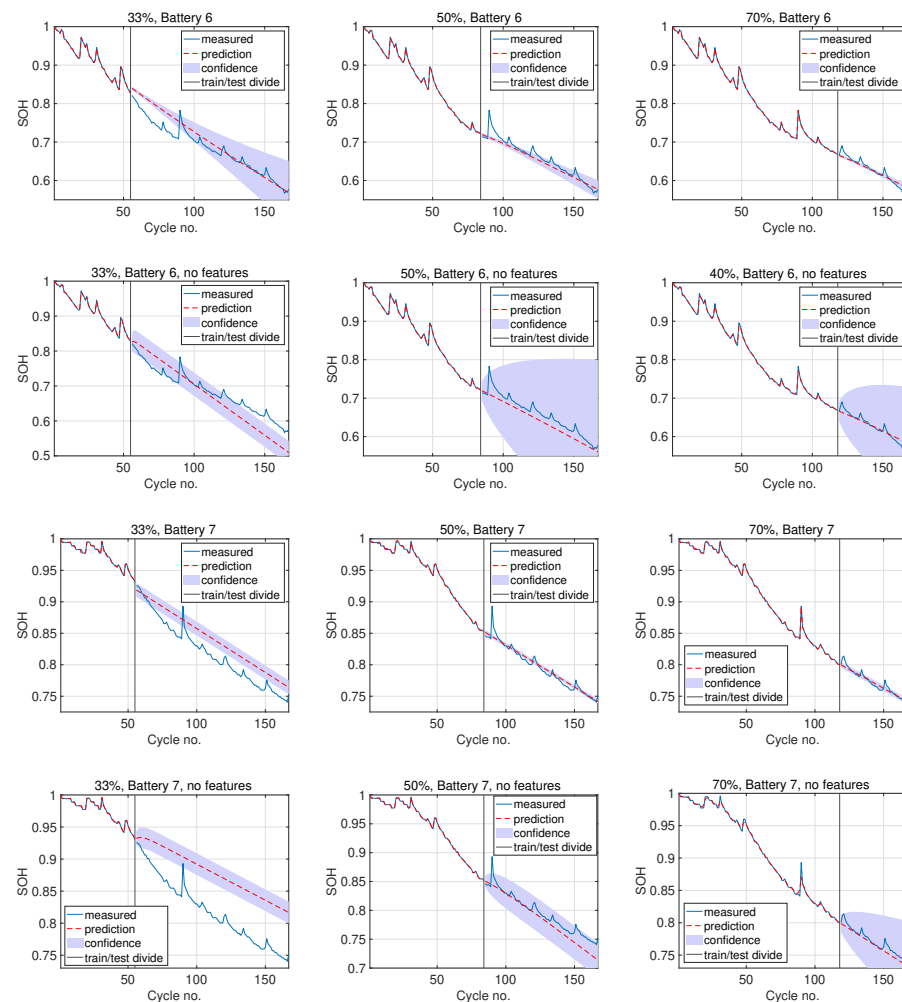 33%, Battery 6
1
0.9
0.8
0.7
0.6
SOH
50
100
150
Cycle no.
measured
prediction
confidence
train/test divide
50%, Battery 6
1
0.9
0.8
0.7
0.6
SOH
50
100
150
Cycle no.
measured
prediction
confidence
train/test divide
70%, Battery 6
1
0.9
0.8
0.7
0.6
SOH
50
100
150
Cycle no.
measured
prediction
confidence
train/test divide
33%, Battery 6, no features
1
0.9
0.8
0.7
0.6
0.5
SOH
50
100
150
Cycle no.
measured
prediction
confidence
train/test divide
50%, Battery 6, no features
1
0.9
0.8
0.7
0.6
SOH
50
100
150
Cycle no.
measured
prediction
confidence
train/test divide
40%, Battery 6, no features
1
0.9
0.8
0.7
0.6
SOH
50
100
150
Cycle no.
measured
prediction
confidence
train/test divide
33%, Battery 7
1
0.95
0.9
0.85
0.8
0.75
SOH
50
100
150
Cycle no.
measured
prediction
confidence
train/test divide
50%, Battery 7
1
0.95
0.9
0.85
0.8
0.75
SOH
50
100
150
Cycle no.
measured
prediction
confidence
train/test divide
70%, Battery 7
1
0.95
0.9
0.85
0.8
0.75
SOH
50
100
150
Cycle no.
measured
prediction
confidence
train/test divide
33%, Battery 7, no features
1
0.95
0.9
0.85
0.8
0.75
SOH
50
100
150
Cycle no.
measured
prediction
confidence
train/test divide
50%, Battery 7, no features
1
0.95
0.9
0.85
0.8
0.75
0.7
SOH
50
100
150
Cycle no.
measured
prediction
confidence
train/test divide
70%, Battery 7, no features
1
0.95
0.9
0.85
0.8
0.75
SOH
50
100
150
Cycle no.
measured
prediction
confidence
train/test divide